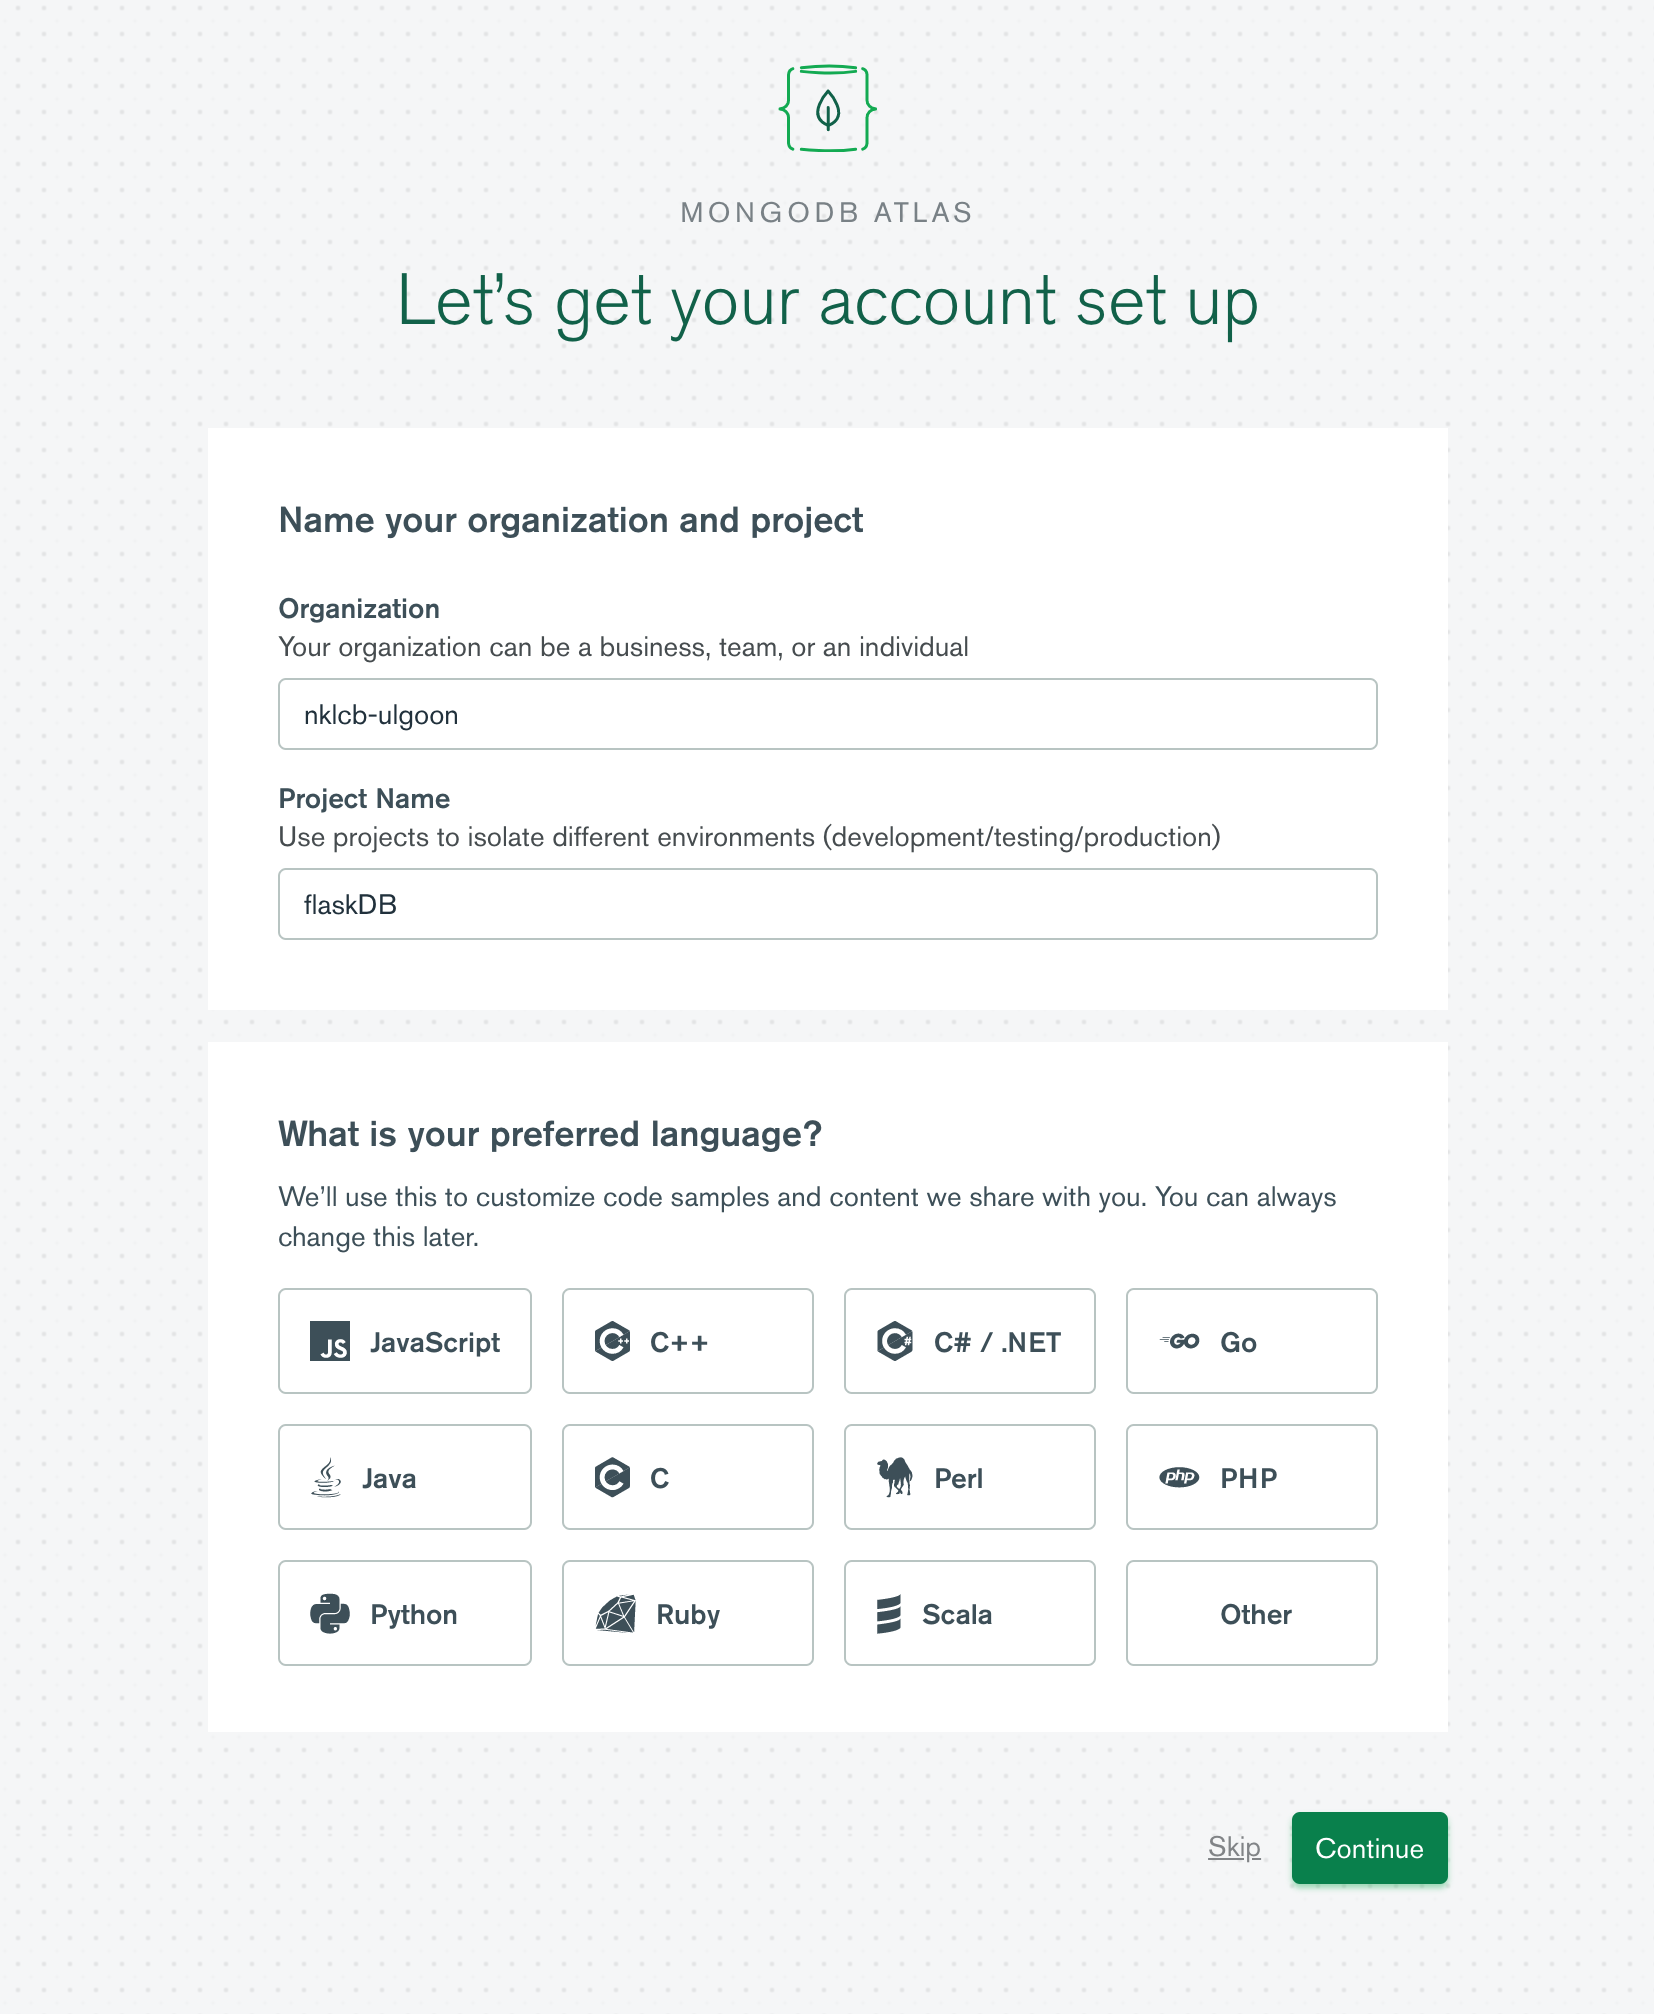 MONGODB ATLAS
Let's get your account set up
Name your organization and project
Organization
Your organization can be a business, team, or an individual
nklcb-ulgoon
Project Name
Use projects to isolate different environments (development/testing/production)
flaskDB
What is your preferred language?
We'll use this to customize code samples and content we share with you. You can always
change this later.
JS JavaScript
C++ C++
C# C# / .NET
GO Go
Java
C C
Perl
php PHP
Python
Ruby
Scala
Other
Skip
Continue